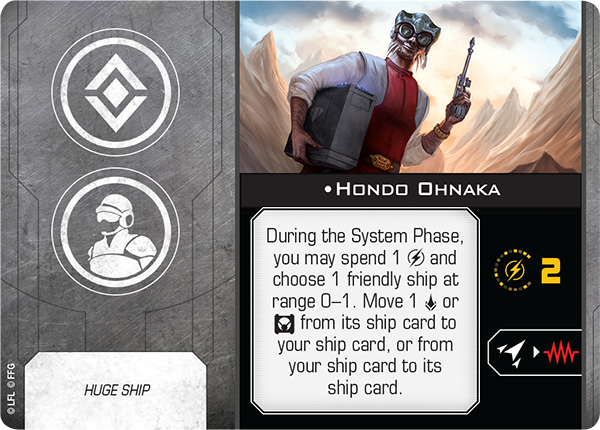 •HONDO OHNAKA
During the System Phase,
you may spend 1 and
choose 1 friendly ship at
range 0–1. Move 1 or
from its ship card to
your ship card, or from
your ship card to its
ship card.
2
HUGE SHIP
© LFL © FFG